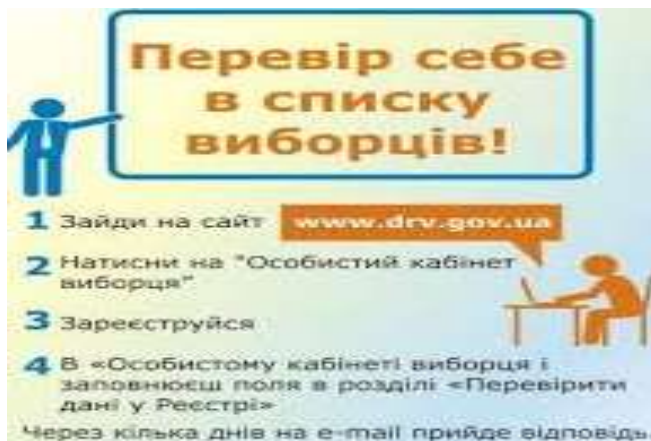 Перевір себе
в списку
виборців!
1 Зайди на сайт www.drv.gov.ua
2 Натисни на "Особистий кабінет
виборця"
3 Зареєструйся
4 В «Особистому кабінеті виборця і
заповнюєш поля в розділі «Перевірити
дані у Реєстрі»
Через кілька днів на e-mail прийде відповідь